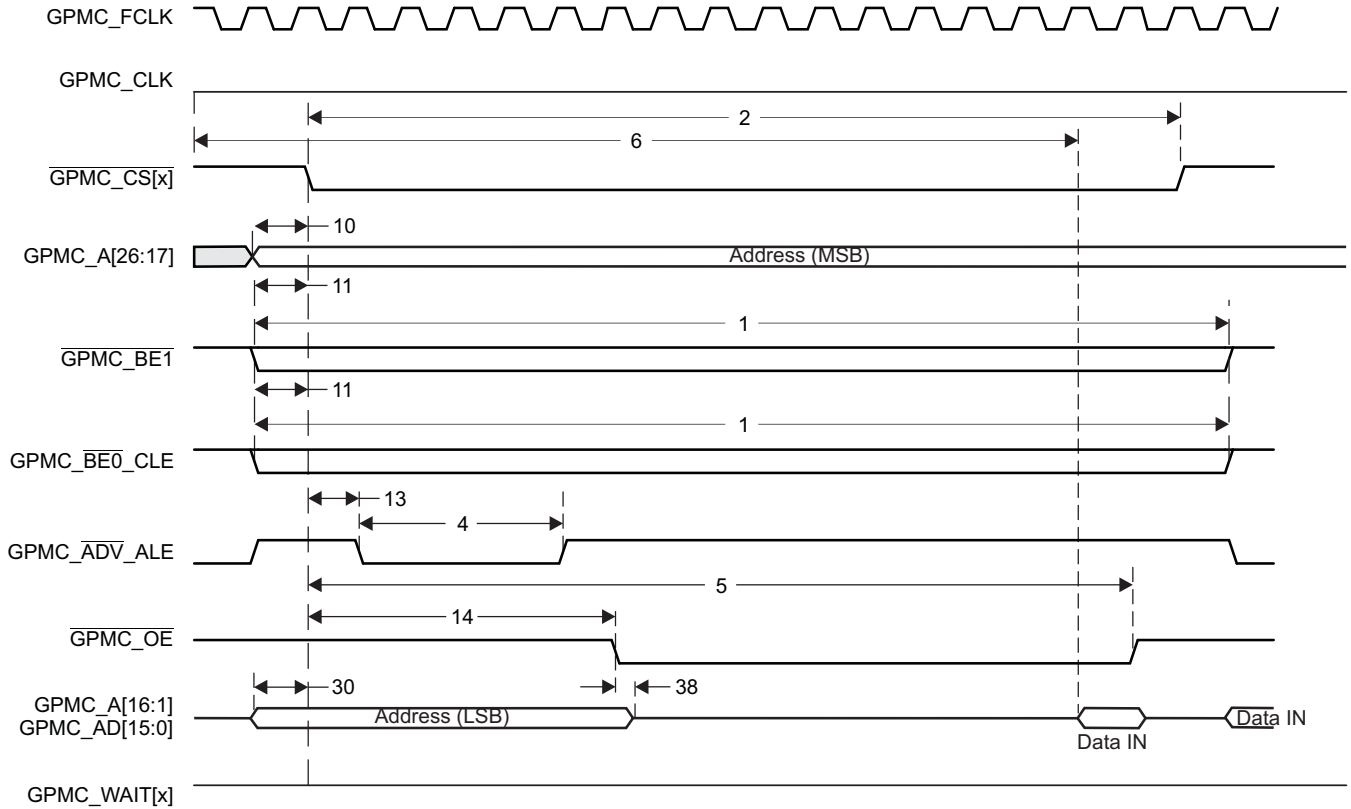 GPMC_FCLK
GPMC_CLK
2
6
GPMC_CS[x]
10
GPMC_A[26:17]
Address (MSB)
11
1
GPMC_BE1
11
1
GPMC_BE0_CLE
13
4
GPMC_ADV_ALE
5
14
GPMC_OE
30
38
GPMC_A[16:1]
GPMC_AD[15:0]
Address (LSB)
Data IN
Data IN
GPMC_WAIT[x]